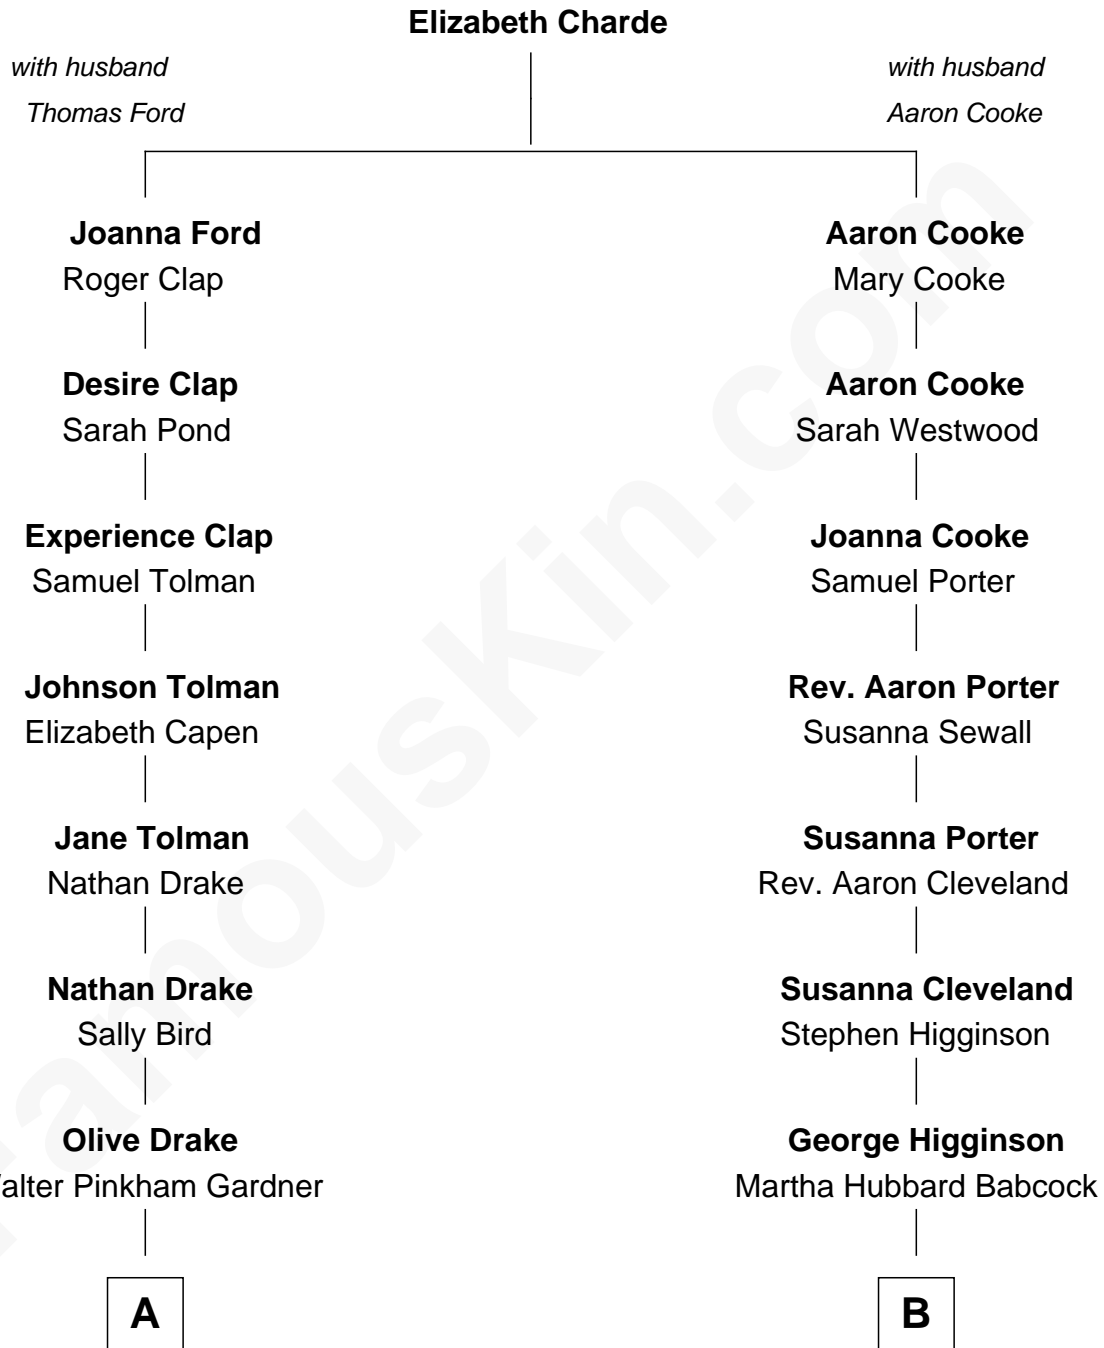 Elizabeth Charde
with husband
Thomas Ford
with husband
Aaron Cooke
Joanna Ford
Roger Clap
Aaron Cooke
Mary Cooke
Desire Clap
Sarah Pond
Aaron Cooke
Sarah Westwood
Experience Clap
Samuel Tolman
Joanna Cooke
Samuel Porter
Johnson Tolman
Elizabeth Capen
Rev. Aaron Porter
Susanna Sewall
Jane Tolman
Nathan Drake
Susanna Porter
Rev. Aaron Cleveland
Nathan Drake
Sally Bird
Susanna Cleveland
Stephen Higginson
Olive Drake
alter Pinkham Gardner
George Higginson
Martha Hubbard Babcock
A
B
FamousKin.com